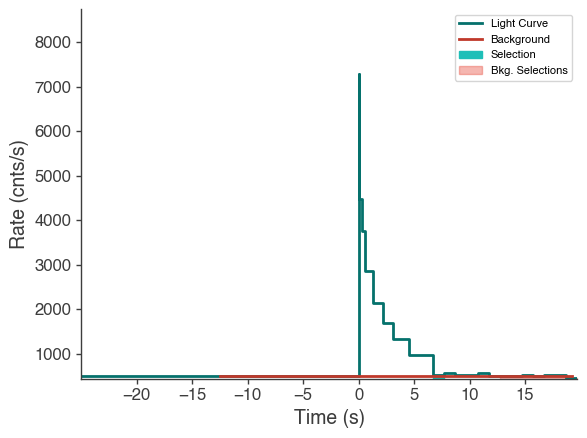 8000
7000
6000
5000
4000
3000
2000
1000
Rate (cnts/s)
−20 −15 −10 −5 0 5 10 15
Time (s)
Light Curve
Background
Selection
Bkg. Selections